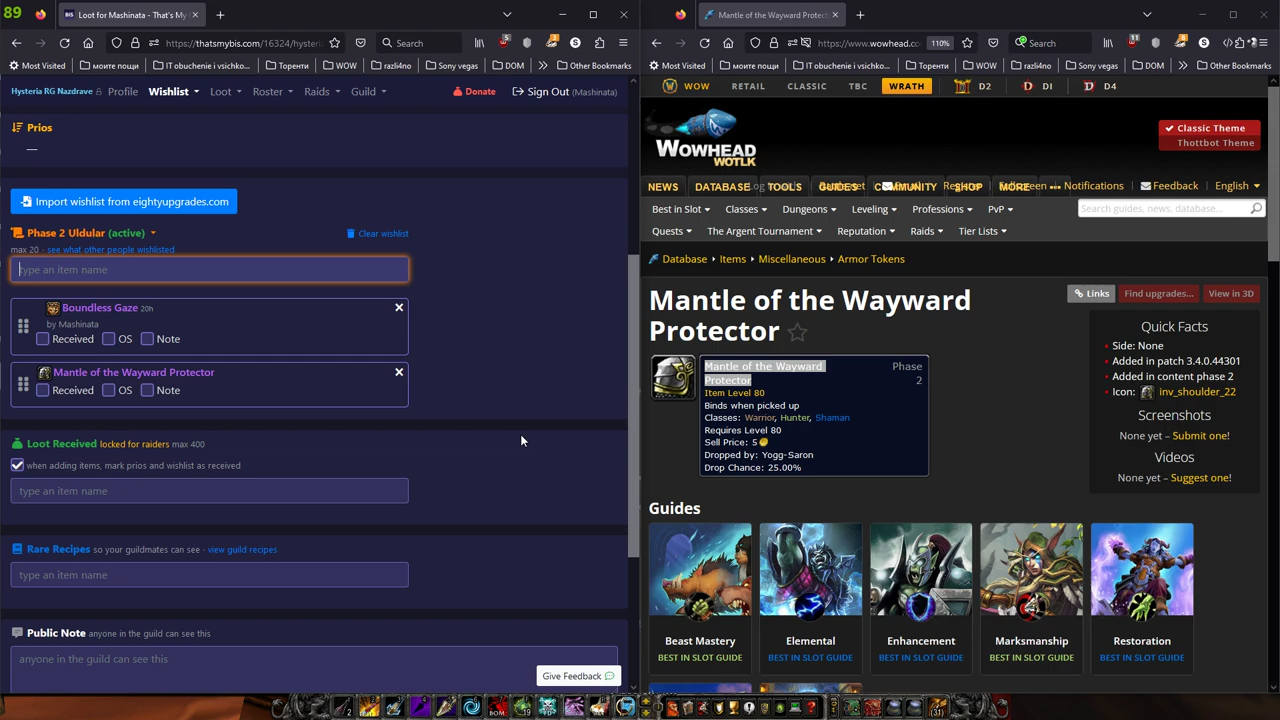 89
Loot for Mashinata - That's My
https://thatsmybis.com/16324/hyster
Search
Most Visited
моите пощи
IT obuchenie i vsichko...
WOW
razli4no
Sony vegas
DOM
Other Bookmarks
Hysteria RG Nazdrave
Profile
Wishlist
Loot
Roster
Raids
Guild
Donate
Sign Out (Mashinata)
Prios
—
Import wishlist from eightyupgrades.com
Phase 2 Uldular (active)
Clear wishlist
max 20 - see what other people wishlisted
type an item name
Boundless Gaze 20h
by Mashinata
Received OS Note
Mantle of the Wayward Protector
Received OS Note
Loot Received locked for raiders max 400
when adding items, mark prios and wishlist as received
type an item name
Rare Recipes so your guildmates can see - view guild recipes
type an item name
Public Note anyone in the guild can see this
anyone in the guild can see this
Give Feedback
Mantle of the Wayward Protect
https://www.wowhead.co
110%
Search
Most Visited
моите пощи
IT obuchenie i vsichko...
Торенти
WOW
razli4no
Sony vegas
Other Bookmarks
WOW
RETAIL
CLASSIC
TBC
WRATH
D2
DI
D4
WOWHEAD
WOTLK
Classic Theme
Thottbot Theme
NEWS
DATABASE
TOOLS
GUIDES
COMMUNITY
SHOP
MORE
Notifications
Feedback
English
Best in Slot
Classes
Dungeons
Leveling
Professions
PvP
Search guides, news, database...
Quests
The Argent Tournament
Reputation
Raids
Tier Lists
Database
Items
Miscellaneous
Armor Tokens
Mantle of the Wayward
Protector
Links
Find upgrades...
View in 3D
Mantle of the Wayward Phase
Protector 2
Item Level 80
Binds when picked up
Classes: Warrior, Hunter, Shaman
Requires Level 80
Sell Price: 5
Dropped by: Yogg-Saron
Drop Chance: 25.00%
Quick Facts
Side: None
Added in patch 3.4.0.44301
Added in content phase 2
Icon: inv_shoulder_22
Screenshots
None yet – Submit one!
Videos
None yet – Suggest one!
Guides
Beast Mastery
BEST IN SLOT GUIDE
Elemental
BEST IN SLOT GUIDE
Enhancement
BEST IN SLOT GUIDE
Marksmanship
BEST IN SLOT GUIDE
Restoration
BEST IN SLOT GUIDE